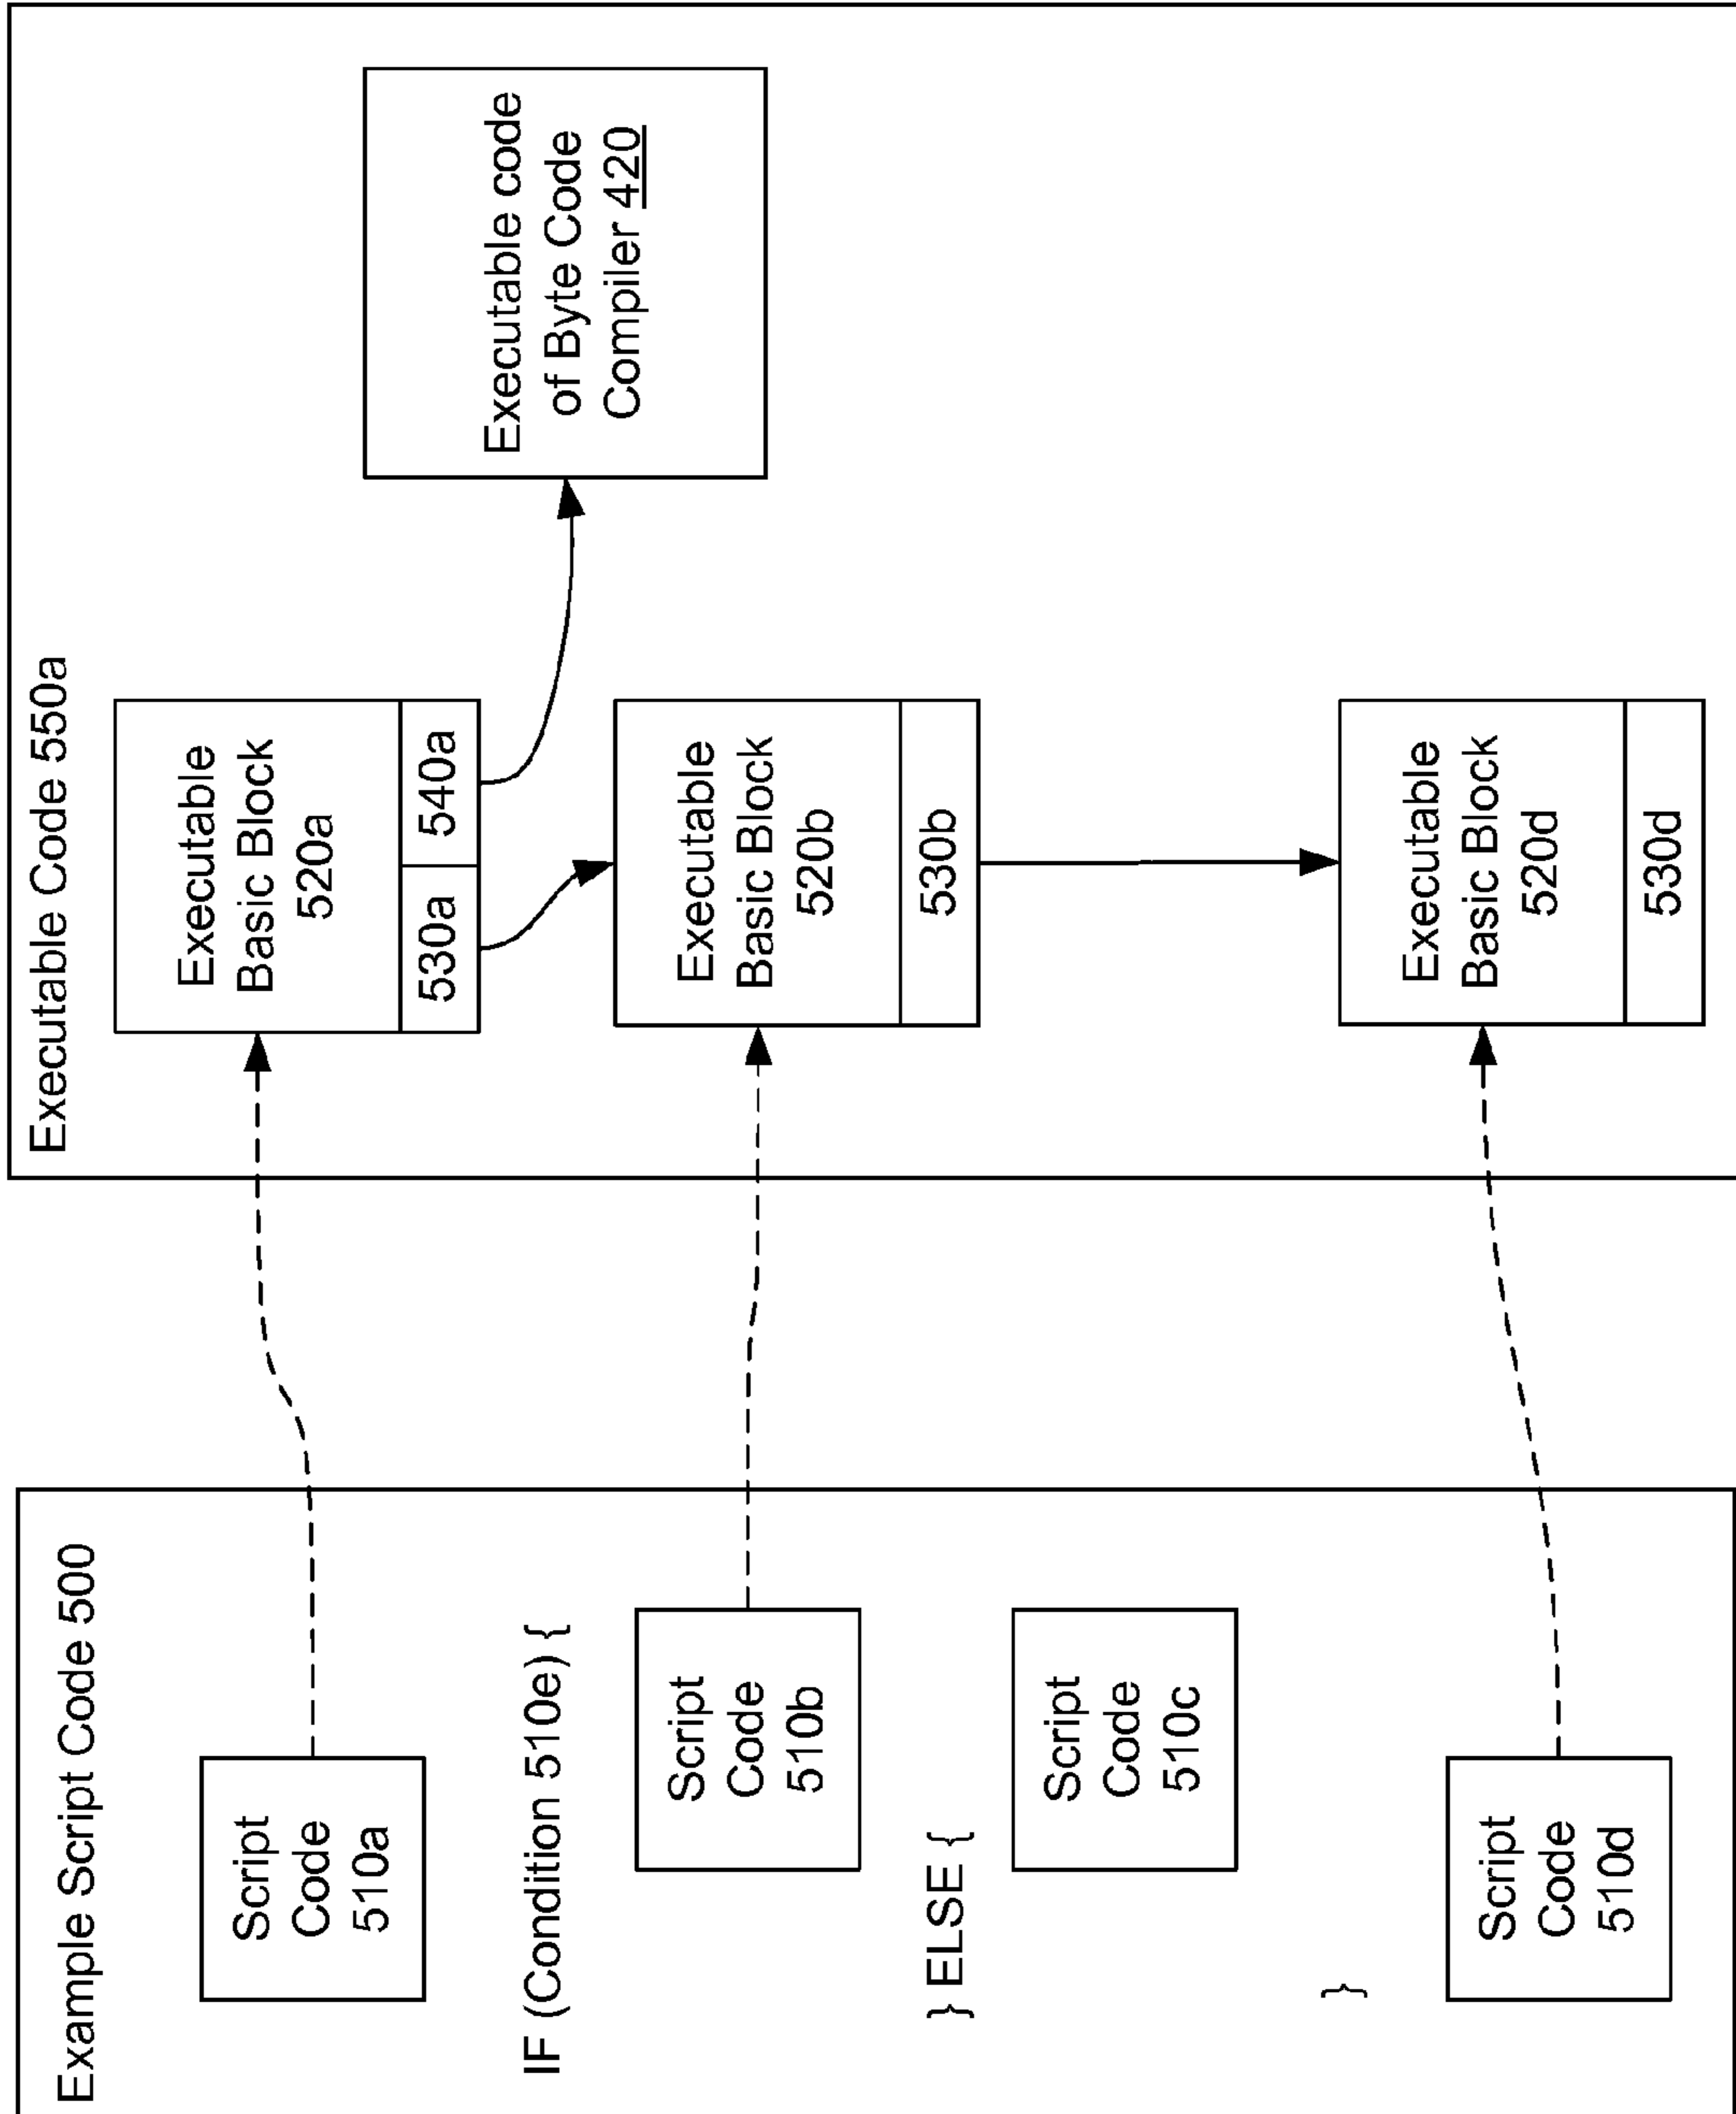 Example Script Code 500
Script
Code
510a
IF (Condition 510e) {
Script
Code
510b
} ELSE {
Script
Code
510c
}
Script
Code
510d
Executable Code 550a
Executable
Basic Block
520a
530a
540a
Executable code
of Byte Code
Compiler 420
Executable
Basic Block
520b
530b
Executable
Basic Block
520d
530d